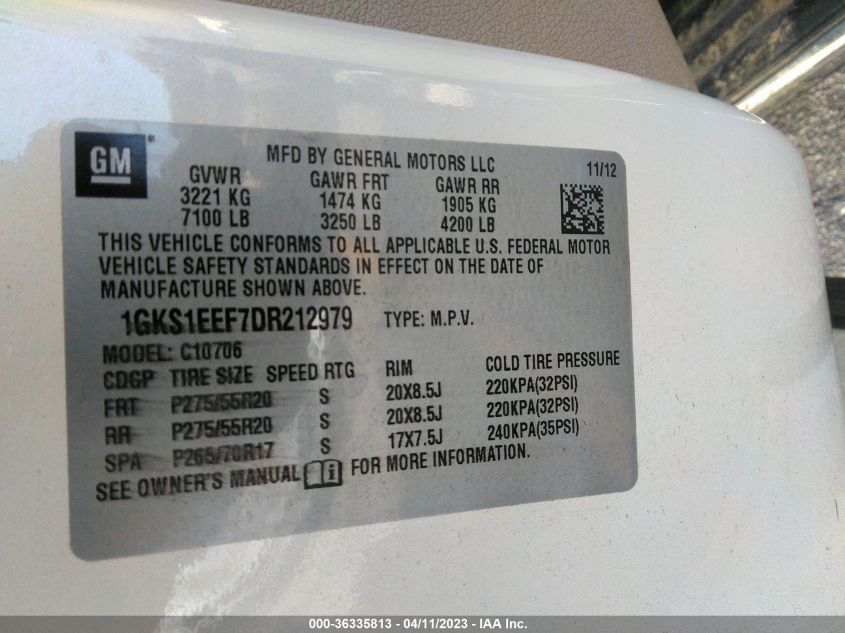 GM
MFD BY GENERAL MOTORS LLC 11/12
GVWR GAWR FRT GAWR RR
3221 KG 1474 KG 1905 KG
7100 LB 3250 LB 4200 LB
THIS VEHICLE CONFORMS TO ALL APPLICABLE U.S. FEDERAL MOTOR
VEHICLE SAFETY STANDARDS IN EFFECT ON THE DATE OF
MANUFACTURE SHOWN ABOVE.
1GKS1EEF7DR212979 TYPE: M.P.V.
MODEL: C10706
CDGP TIRE SIZE SPEED RTG RIM COLD TIRE PRESSURE
FRT P275/55R20 S 20X8.5J 220KPA(32PSI)
RR P275/55R20 S 20X8.5J 220KPA(32PSI)
SPA P265/70R17 S 17X7.5J 240KPA(35PSI)
SEE OWNER'S MANUAL FOR MORE INFORMATION.
000-36335813 - 04/11/2023 - IAA Inc.